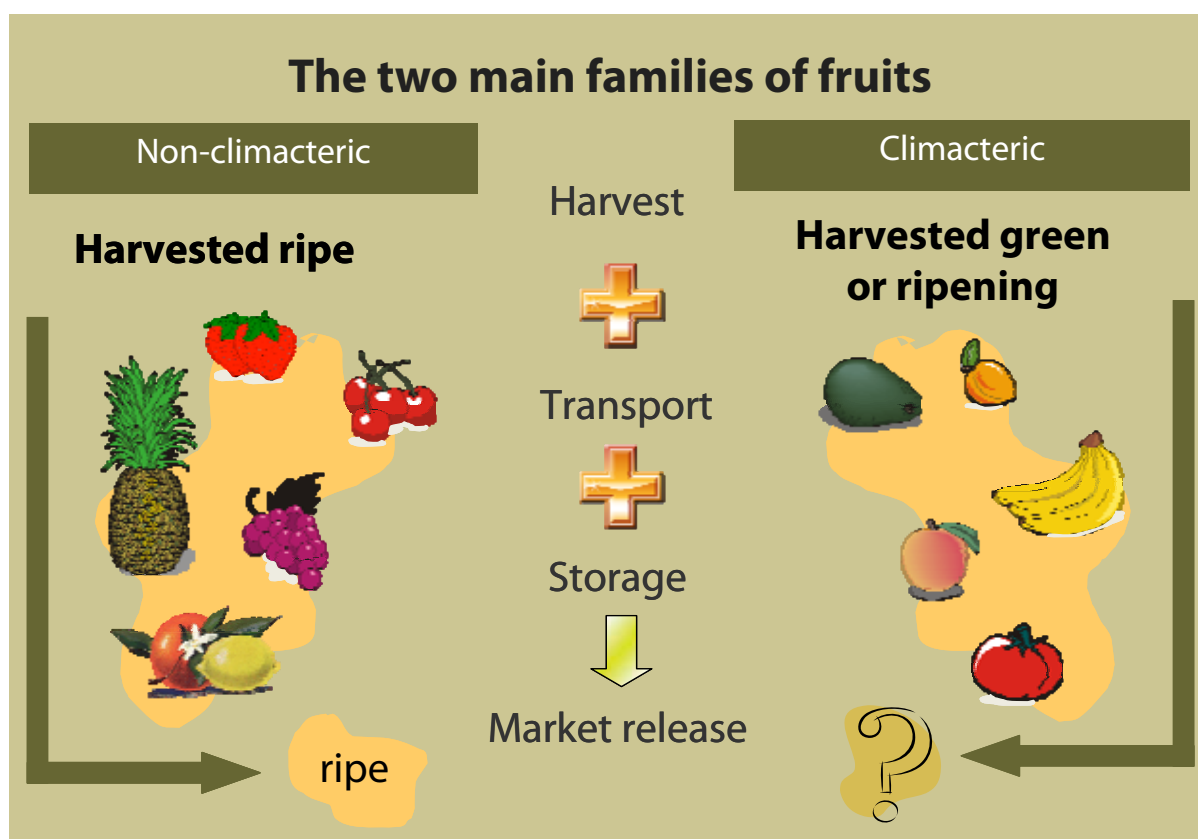 The two main families of fruits
Non-climacteric
Climacteric
Harvested ripe
Harvest
Transport
Storage
Market release
Harvested green
or ripening
ripe
?